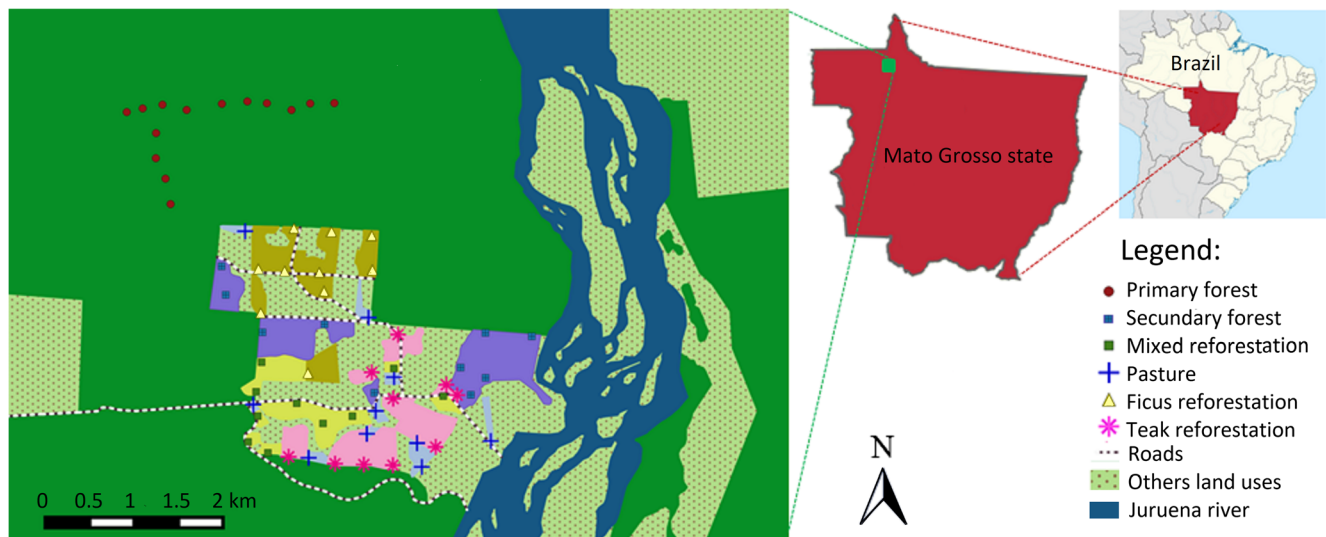 Brazil
Mato Grosso state
Legend:
Primary forest
Secundary forest
Mixed reforestation
Pasture
Ficus reforestation
Teak reforestation
Roads
Others land uses
Juruena river
N
0 0.5 1 1.5 2 km